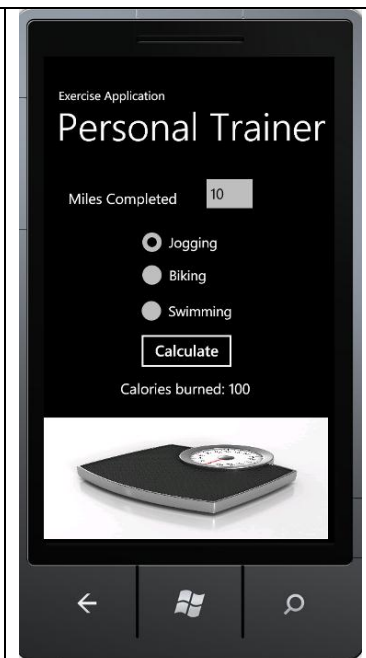 Exercise Application
Personal Trainer
Miles Completed 10
Jogging
Biking
Swimming
Calculate
Calories burned: 100